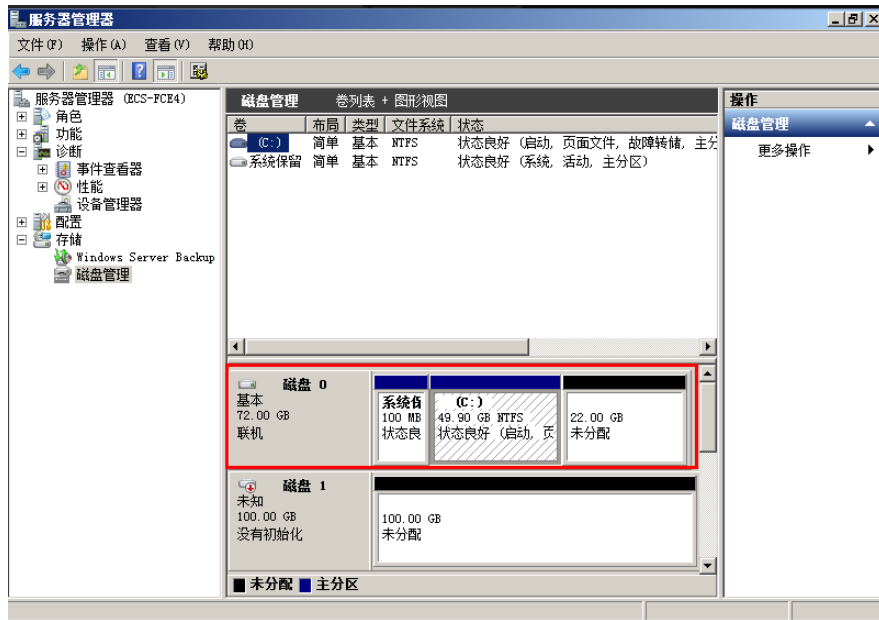 服务器管理器
文件(F) 操作(A) 查看(V) 帮助(H)
服务器管理器 (ECS-FCE4)
角色
功能
诊断
事件查看器
性能
设备管理器
配置
存储
Windows Server Backup
磁盘管理
磁盘管理 卷列表 + 图形视图
卷 布局 类型 文件系统 状态
(C:) 简单 基本 NTFS 状态良好 (启动, 页面文件, 故障转储, 主分
系统保留 简单 基本 NTFS 状态良好 (系统, 活动, 主分区)
磁盘 0
基本
72.00 GB
联机
系统保
100 MB
状态良
(C:)
49.90 GB NTFS
状态良好 (启动, 页
22.00 GB
未分配
磁盘 1
未知
100.00 GB
没有初始化
100.00 GB
未分配
未分配 主分区
操作
磁盘管理
更多操作